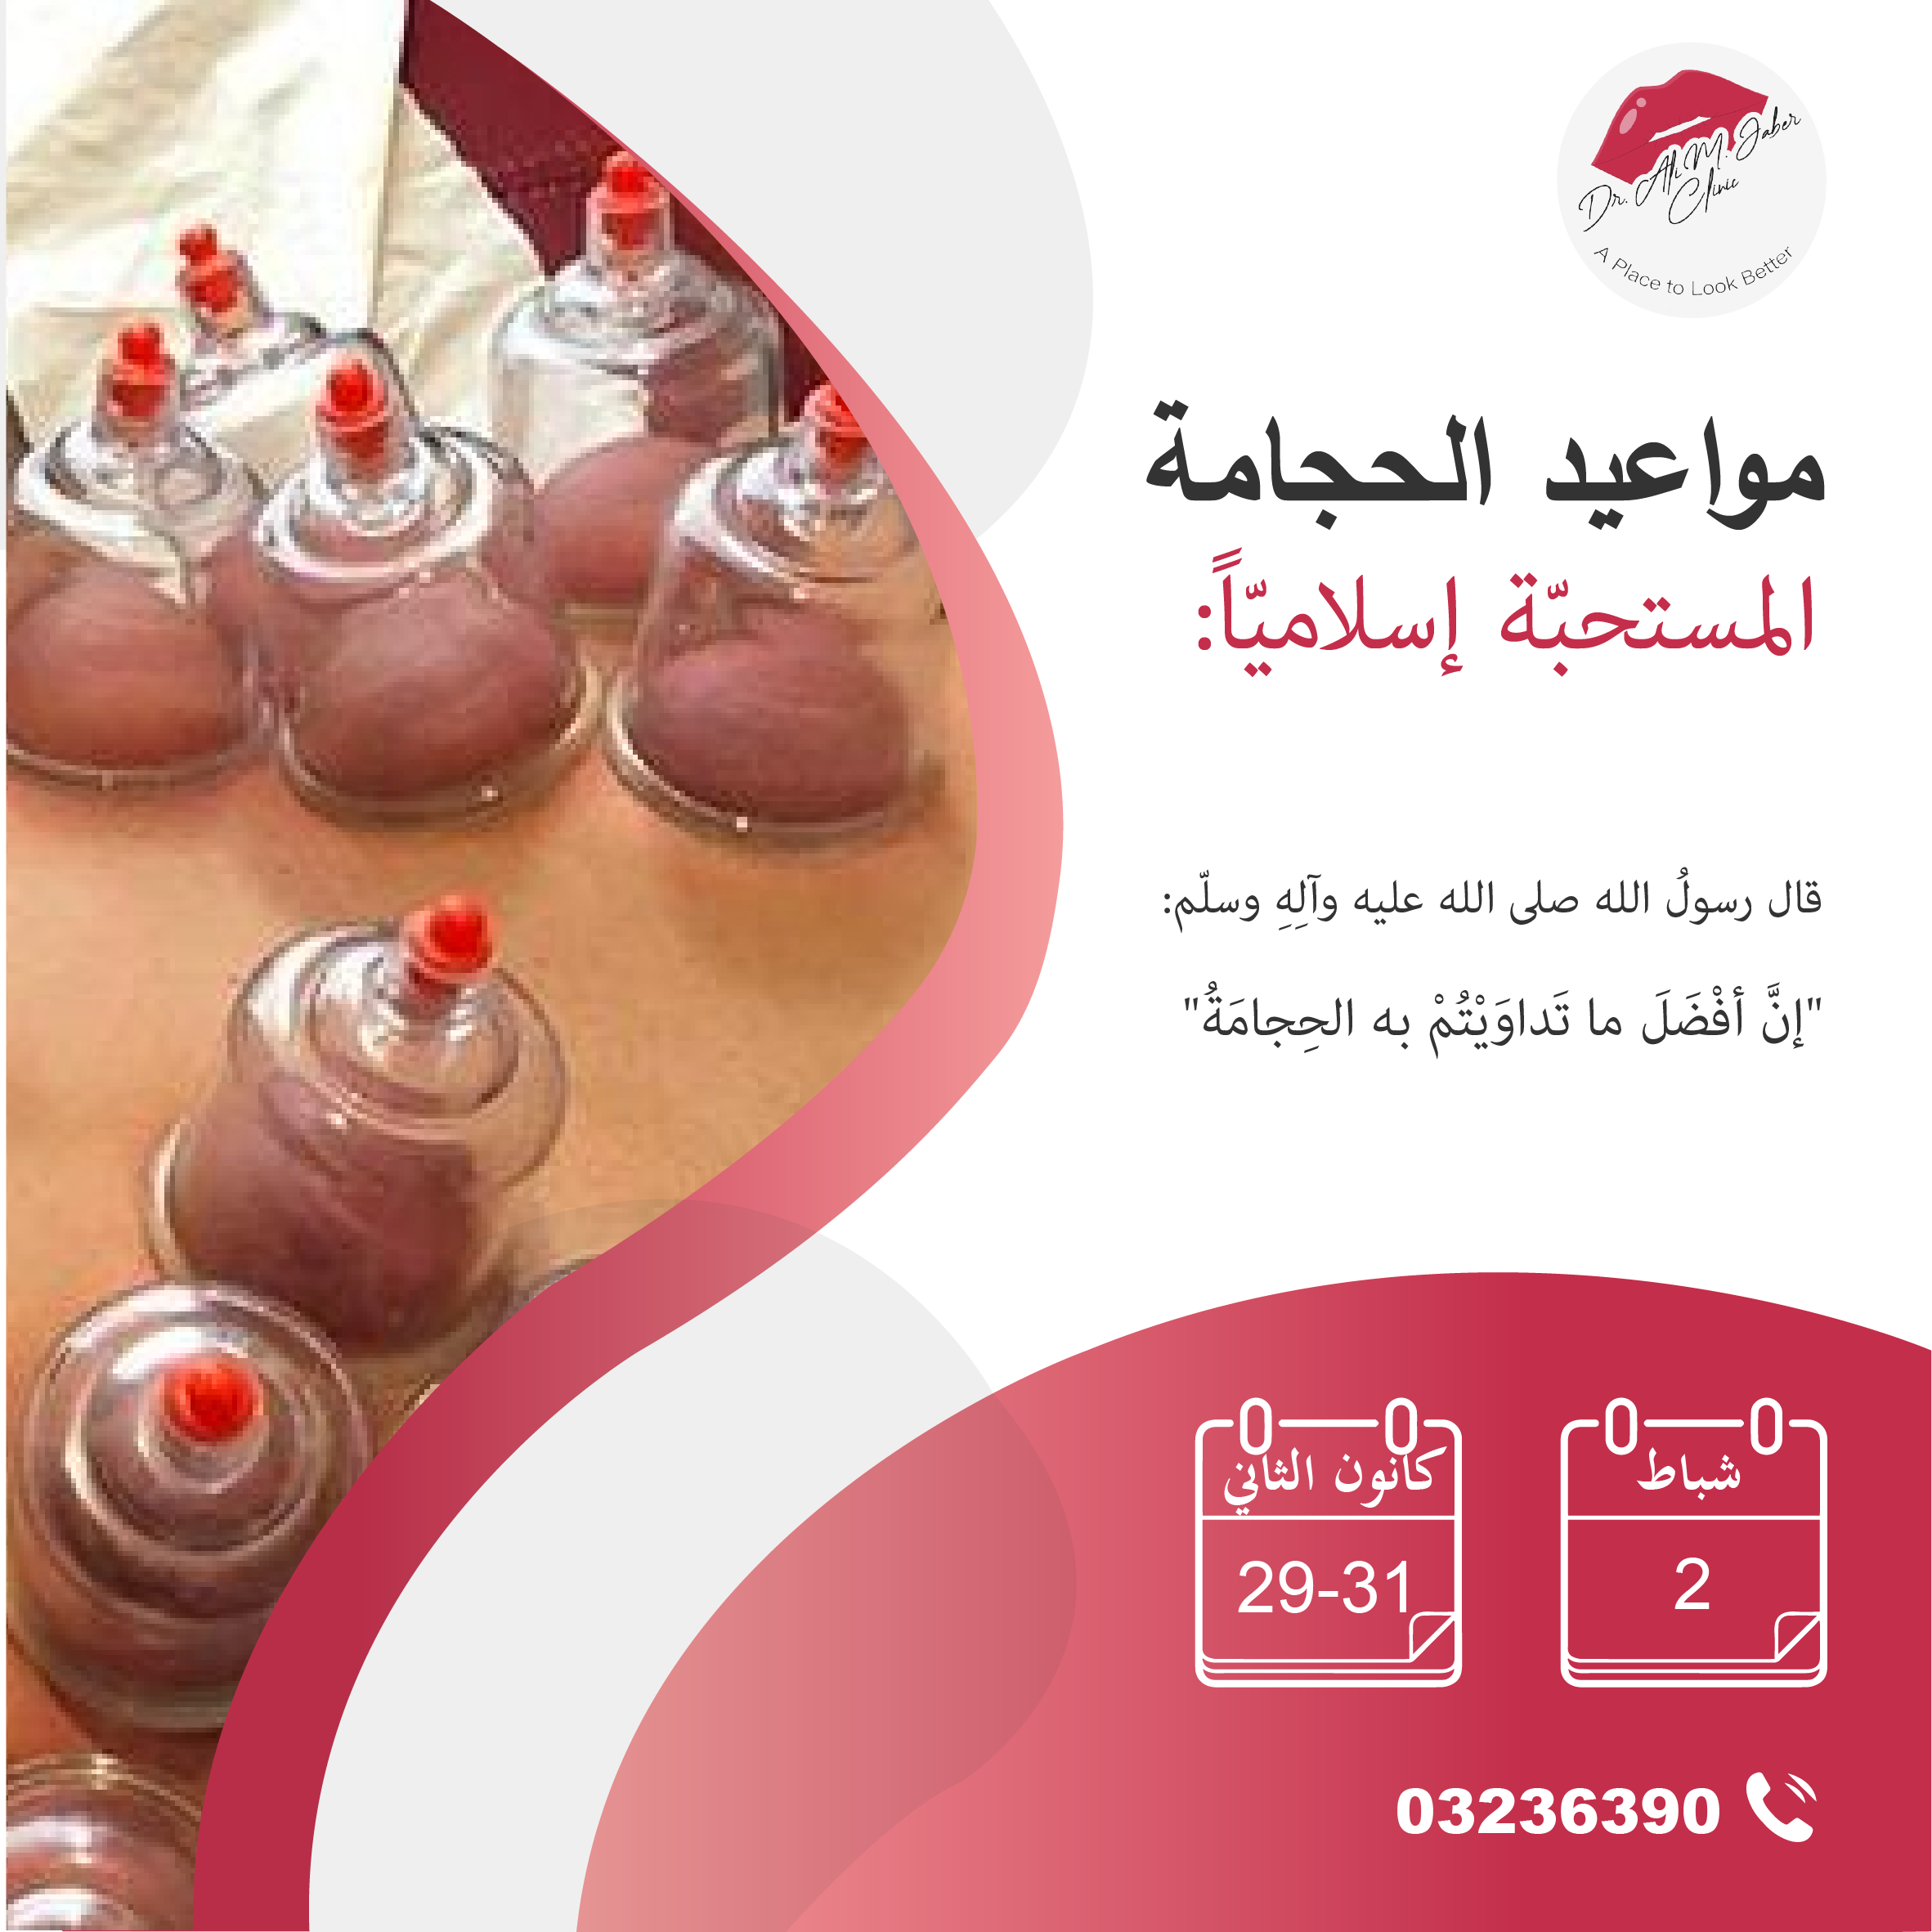 Dr. Ali M. Jaber
Clinic
A Place to Look Better
مواعيد الحجامة
المستحبّة إسلاميّاً:
قال رسولُ الله صلى الله عليه وآلِهِ وسلّم:
"إنَّ أفْضَلَ ما تَداوَيْتُمْ به الحِجامَةُ"
شباط
2
كانون الثاني
29-31
03236390